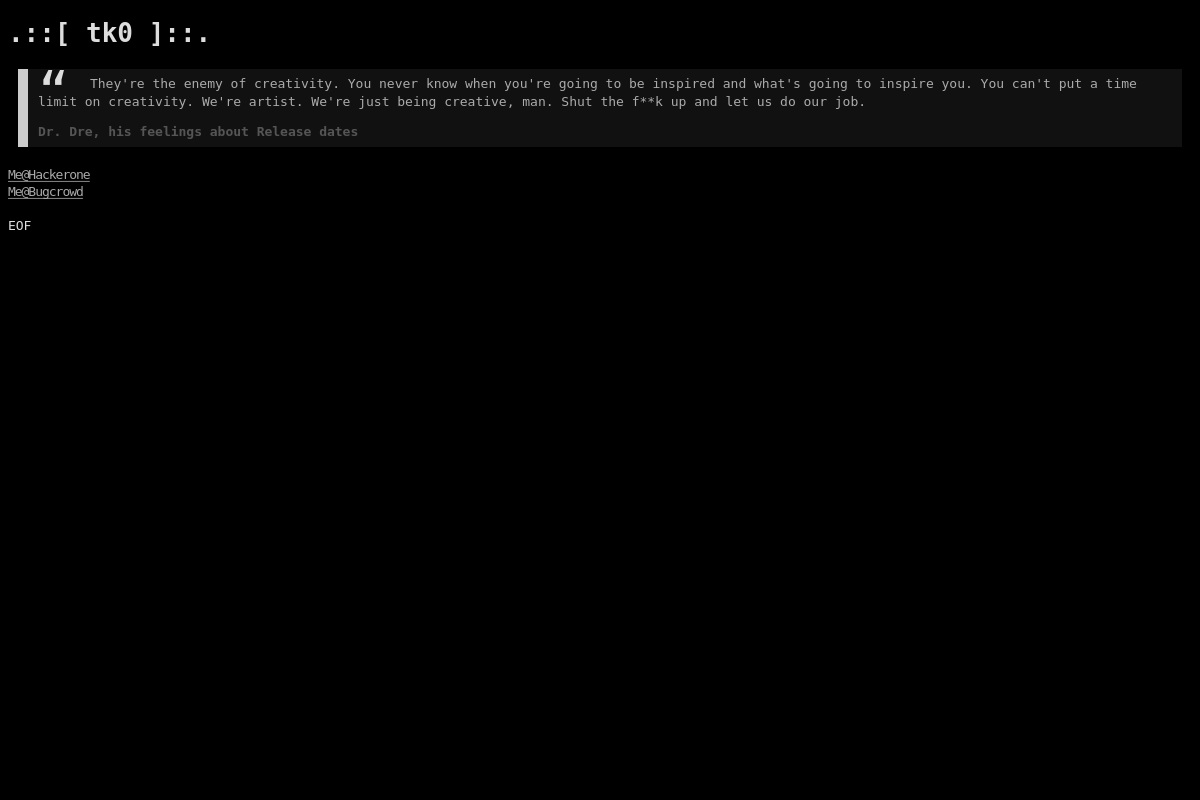 .::[ tk0 ]::.
“ They're the enemy of creativity. You never know when you're going to be inspired and what's going to inspire you. You can't put a time
limit on creativity. We're artist. We're just being creative, man. Shut the f**k up and let us do our job.
Dr. Dre, his feelings about Release dates
Me@Hackerone
Me@Bugcrowd
EOF